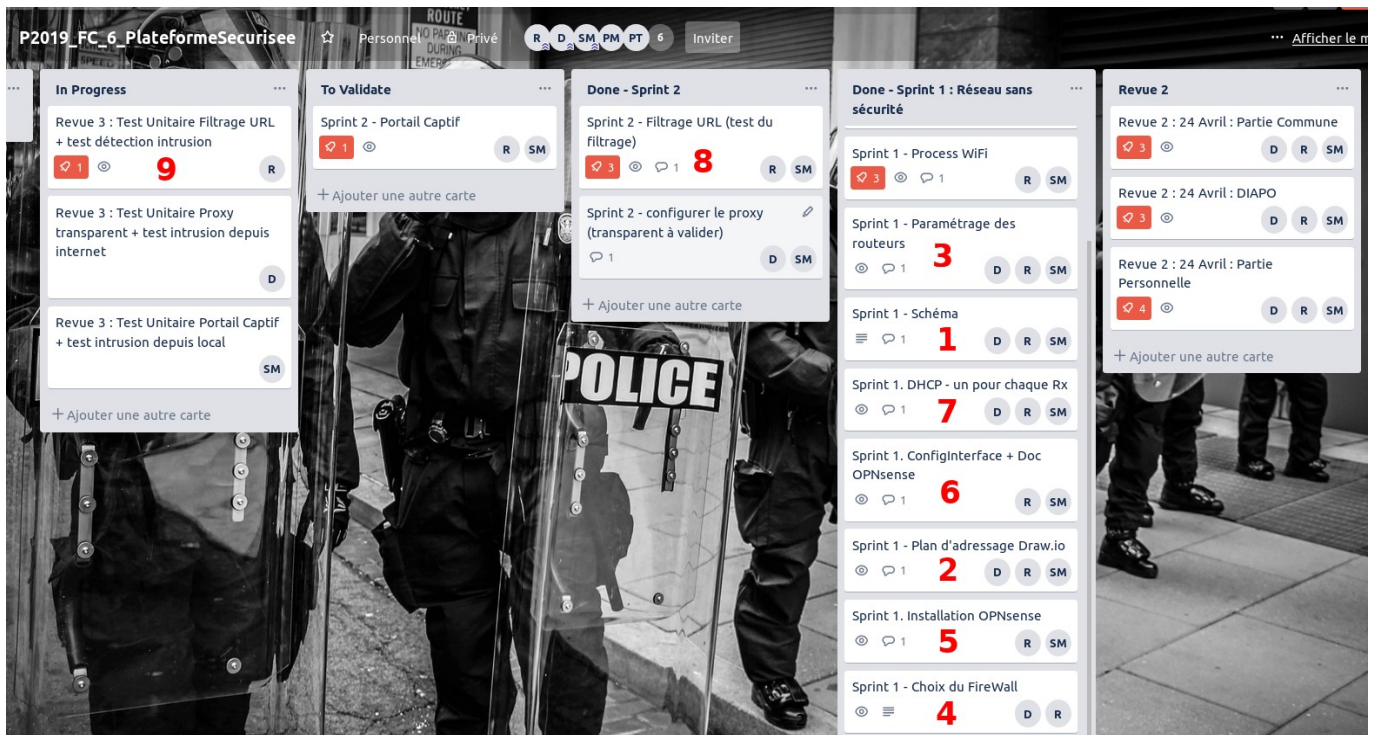 P2019_FC_6_PlateformeSecurisee
Personnel
Privé
R
D
SM
PM
PT
6
Inviter
... Afficher le m
ROUTE
NO PARKING
DURING
SPEED
...
In Progress ...
Revue 3 : Test Unitaire Filtrage URL
+ test détection intrusion
1
9
R
Revue 3 : Test Unitaire Proxy
transparent + test intrusion depuis
internet
D
Revue 3 : Test Unitaire Portail Captif
+ test intrusion depuis local
SM
+ Ajouter une autre carte
To Validate ...
Sprint 2 - Portail Captif
1
R SM
+ Ajouter une autre carte
Done - Sprint 2 ...
Sprint 2 - Filtrage URL (test du
filtrage)
3 1 8
R SM
Sprint 2 - configurer le proxy
(transparent à valider)
1
D SM
+ Ajouter une autre carte
POLICE
Done - Sprint 1 : Réseau sans ...
sécurité
Sprint 1 - Process WiFi
3 1
R SM
Sprint 1 - Paramétrage des
routeurs
1 3
D R SM
Sprint 1 - Schéma
1 1
D R SM
Sprint 1. DHCP - un pour chaque Rx
1 7
D R SM
Sprint 1. ConfigInterface + Doc
OPNsense
1 6
R SM
Sprint 1 - Plan d'adressage Draw.io
1 2
D R SM
Sprint 1. Installation OPNsense
1 5
R SM
Sprint 1 - Choix du FireWall
4
D R
Revue 2 ...
Revue 2 : 24 Avril : Partie Commune
3
D R SM
Revue 2 : 24 Avril : DIAPO
3
D R SM
Revue 2 : 24 Avril : Partie
Personnelle
4
D R SM
+ Ajouter une autre carte